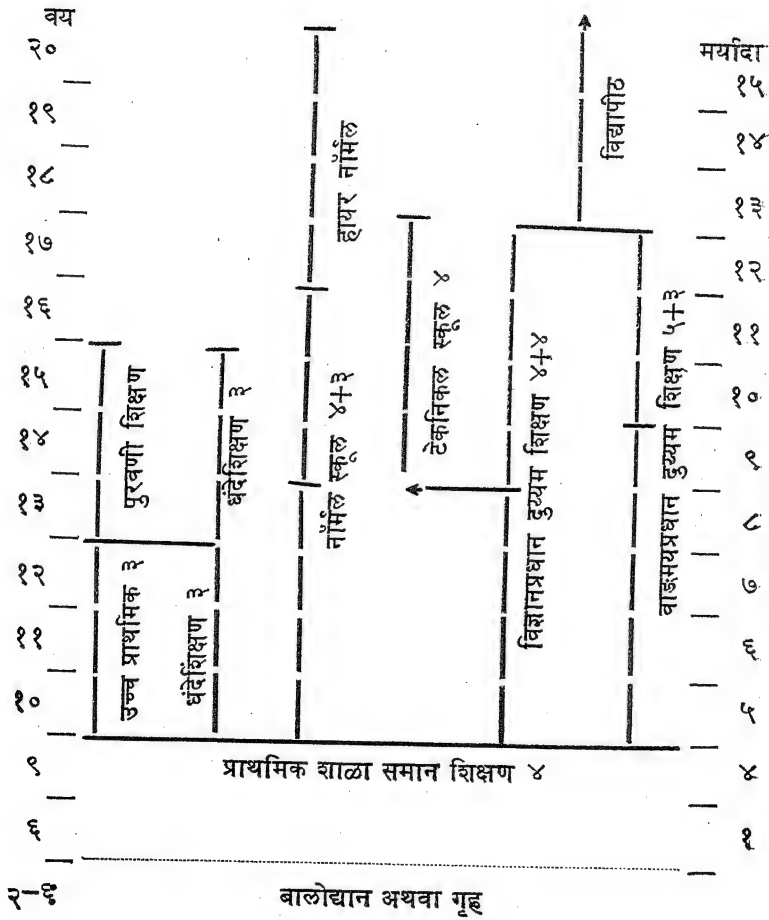 वय
२०
१९
१८
१७
१६
१५
१४
१३
१२
११
१०
९
६
२-६
उच्च प्राथमिक ३
पुरवणी शिक्षण
धंदेशिक्षण ३
धंदेशिक्षण ३
नॉर्मल स्कूल ४+३
हायर नॉर्मल
टेकनिकल स्कूल ४
विज्ञानप्रधान दुय्यम शिक्षण ४+४
विद्यापीठ
वाङमयप्रधान दुय्यम शिक्षण ५+३
मर्यादा
१५
१४
१३
१२
११
१०
९
८
७
६
५
४
१
प्राथमिक शाळा समान शिक्षण ४
बालोद्यान अथवा गृह